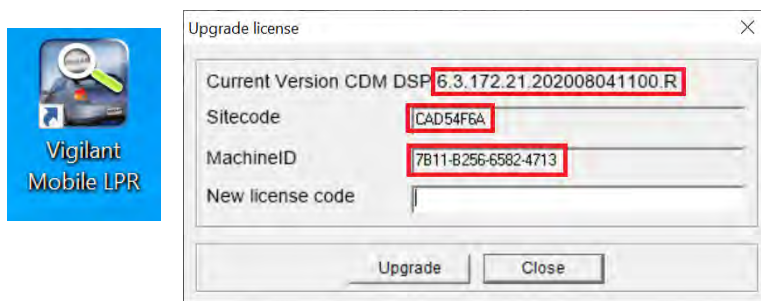 Upgrade license
Current Version CDM DSP 6.3.172.21.202008041100.R
Sitecode CAD54F6A
MachineID 7B11-B256-6582-4713
New license code
Upgrade Close
Vigilant
Mobile LPR